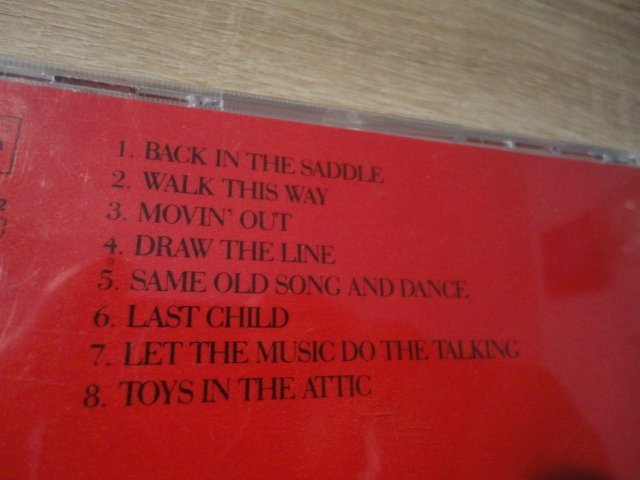 1. BACK IN THE SADDLE
2. WALK THIS WAY
3. MOVIN' OUT
4. DRAW THE LINE
5. SAME OLD SONG AND DANCE
6. LAST CHILD
7. LET THE MUSIC DO THE TALKING
8. TOYS IN THE ATTIC